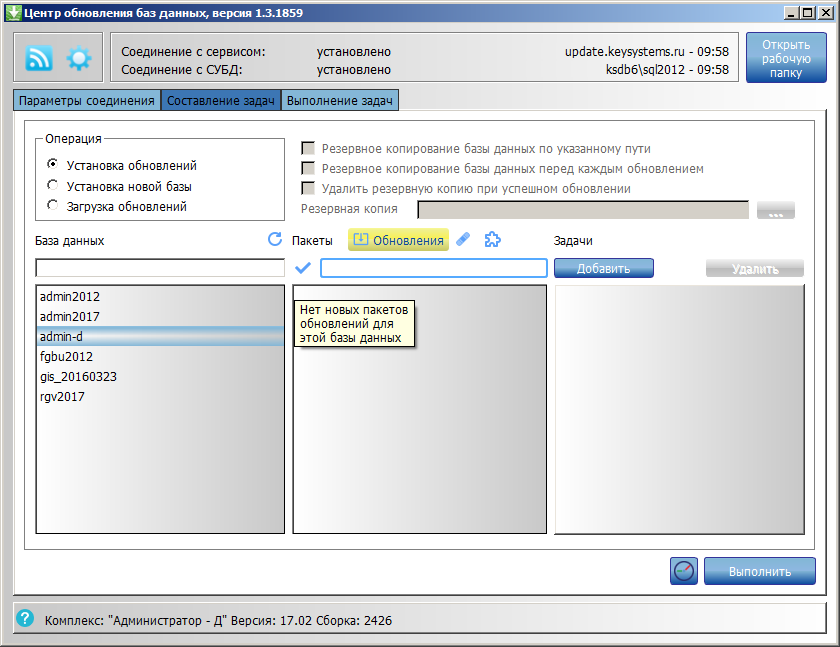 Центр обновления баз данных, версия 1.3.1859
Соединение с сервисом: установлено update.keysystems.ru - 09:58
Соединение с СУБД: установлено ksdb6\sql2012 - 09:58
Открыть
рабочую
папку
Параметры соединения Составление задач Выполнение задач
Операция
Установка обновлений
Установка новой базы
Загрузка обновлений
Резервное копирование базы данных по указанному пути
Резервное копирование базы данных перед каждым обновлением
Удалить резервную копию при успешном обновлении
Резервная копия ...
База данных Пакеты Обновления Задачи
Добавить Удалить
admin2012
admin2017
admin-d
fgbu2012
gis_20160323
rgv2017
Нет новых пакетов
обновлений для
этой базы данных
Выполнить
? Комплекс: "Администратор - Д" Версия: 17.02 Сборка: 2426